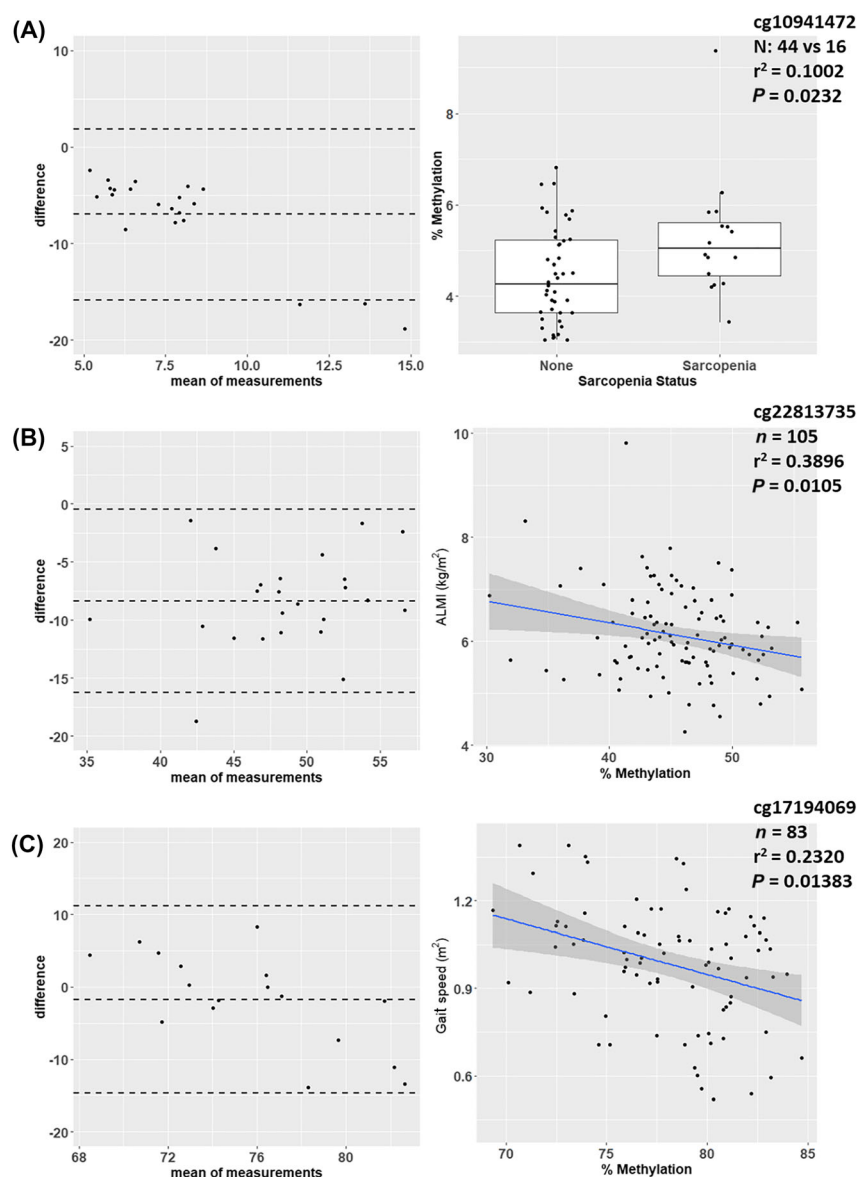 (A)
10
0
-10
-20
difference
5.0 7.5 10.0 12.5 15.0
mean of measurements
cg10941472
N: 44 vs 16
r² = 0.1002
P = 0.0232
8
6
4
% Methylation
None Sarcopenia
Sarcopenia Status
(B)
5
0
-5
-10
-15
-20
difference
35 40 45 50 55
mean of measurements
cg22813735
n = 105
r² = 0.3896
P = 0.0105
10
8
6
4
ALMI (kg/m²)
30 40 50
% Methylation
(C)
20
10
0
-10
-20
difference
68 72 76 80
mean of measurements
cg17194069
n = 83
r² = 0.2320
P = 0.01383
1.2
0.9
0.6
Gait speed (m²)
70 75 80 85
% Methylation